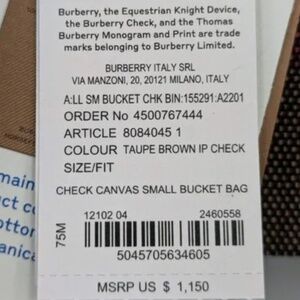 Burberry, the Equestrian Knight Device,
the Burberry Check, and the Thomas
Burberry Monogram and Print are trade
marks belonging to Burberry Limited.
BURBERRY ITALY SRL
VIA MANZONI, 20, 20121 MILANO, ITALY
A:LL SM BUCKET CHK BIN:155291:A2201
ORDER No 4500767444
ARTICLE 8084045 1
COLOUR TAUPE BROWN IP CHECK
SIZE/FIT
CHECK CANVAS SMALL BUCKET BAG
12102 04 2460558
75M
5045705634605
MSRP US $ 1,150